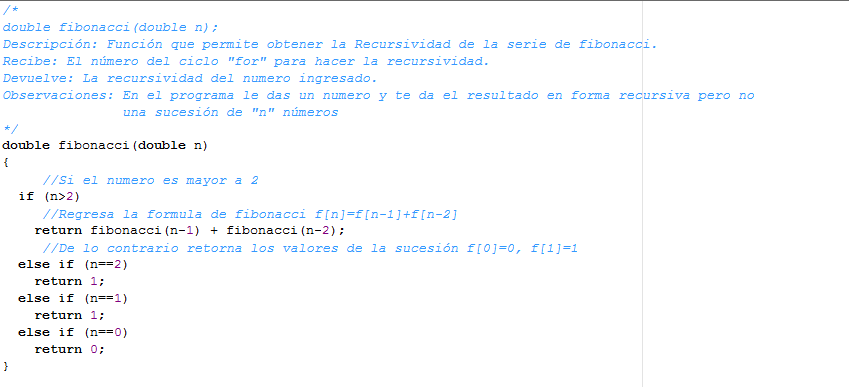 /*
double fibonacci(double n);
Descripción: Función que permite obtener la Recursividad de la serie de fibonacci.
Recibe: El número del ciclo "for" para hacer la recursividad.
Devuelve: La recursividad del numero ingresado.
Observaciones: En el programa le das un numero y te da el resultado en forma recursiva pero no
una sucesión de "n" números
*/
double fibonacci(double n)
{
//Si el numero es mayor a 2
if (n>2)
//Regresa la formula de fibonacci f[n]=f[n-1]+f[n-2]
return fibonacci(n-1) + fibonacci(n-2);
//De lo contrario retorna los valores de la sucesión f[0]=0, f[1]=1
else if (n==2)
return 1;
else if (n==1)
return 1;
else if (n==0)
return 0;
}